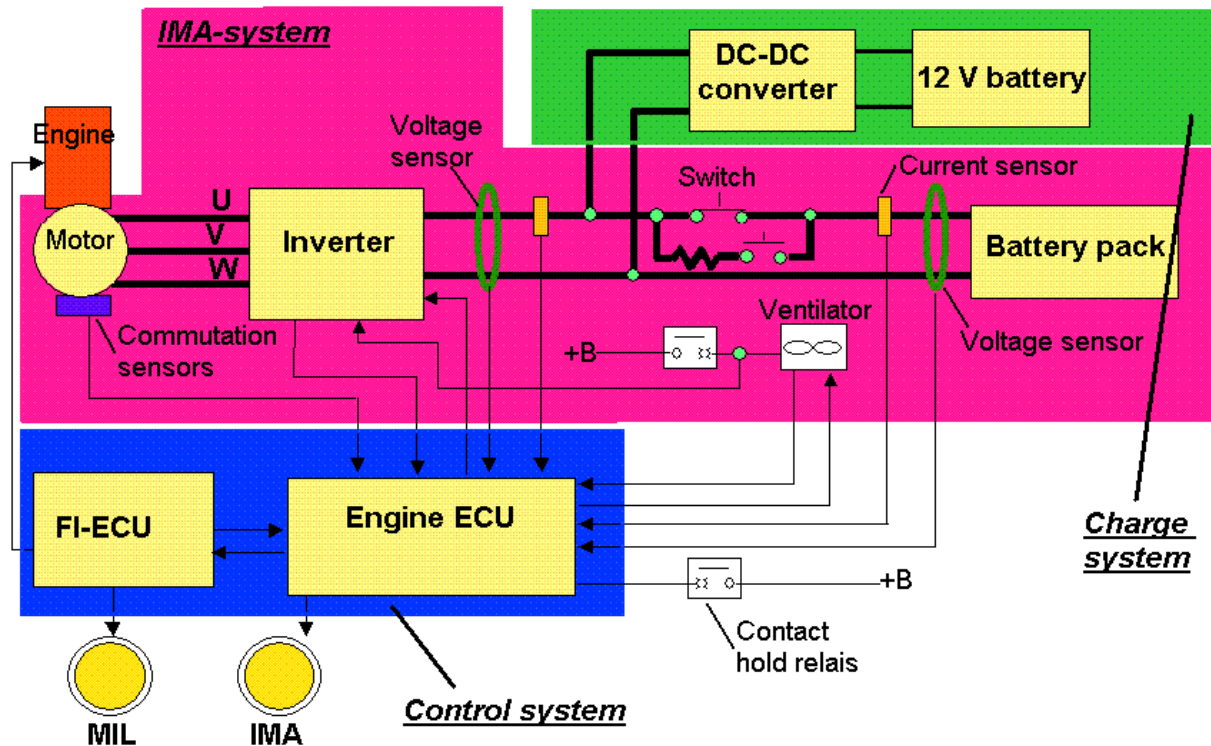 IMA-system
DC-DC
converter
12 V battery
Engine
Voltage
sensor
Current sensor
Switch
U
V
W
Motor
Inverter
Battery pack
Commutation
sensors
+B
Ventilator
Voltage sensor
FI-ECU
Engine ECU
Charge
system
+B
Contact
hold relais
MIL
IMA
Control system